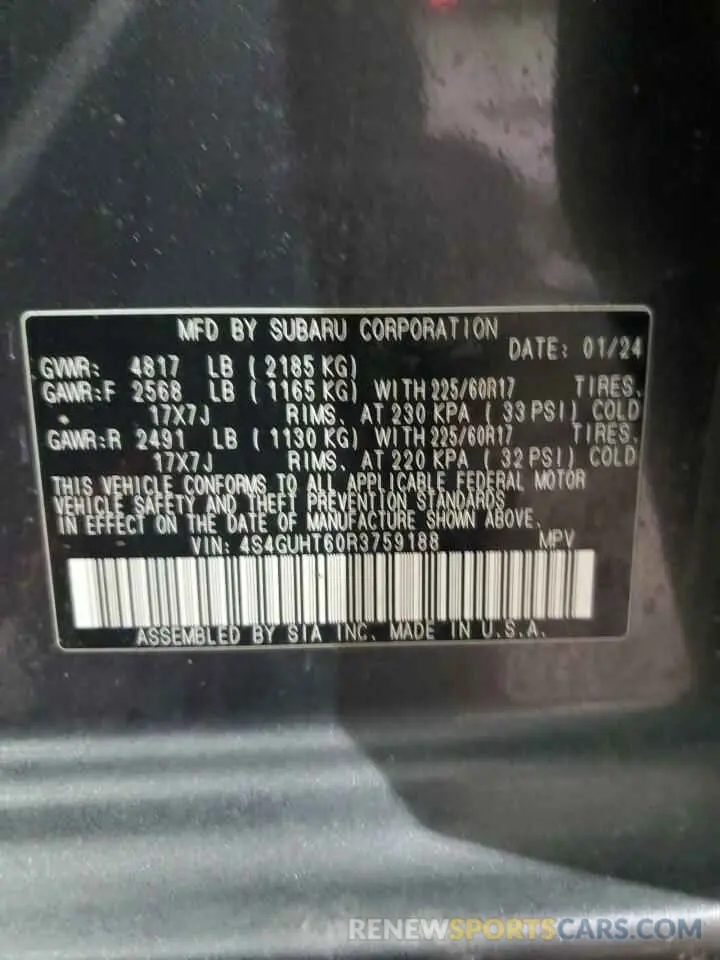 MFD BY SUBARU CORPORATION
DATE: 01/24
GVWR: 4817 LB (2185 KG)
GAWR:F 2568 LB (1165 KG) WITH 225/60R17 TIRES,
17X7J RIMS, AT 230 KPA (33 PSI) COLD
GAWR:R 2491 LB (1130 KG) WITH 225/60R17 TIRES,
17X7J RIMS, AT 220 KPA (32 PSI) COLD
THIS VEHICLE CONFORMS TO ALL APPLICABLE FEDERAL MOTOR
VEHICLE SAFETY AND THEFT PREVENTION STANDARDS
IN EFFECT ON THE DATE OF MANUFACTURE SHOWN ABOVE.
VIN: 4S4GUHT60R3759188 MPV
ASSEMBLED BY SIA INC. MADE IN U.S.A.
RENEWSPORTSCARS.COM